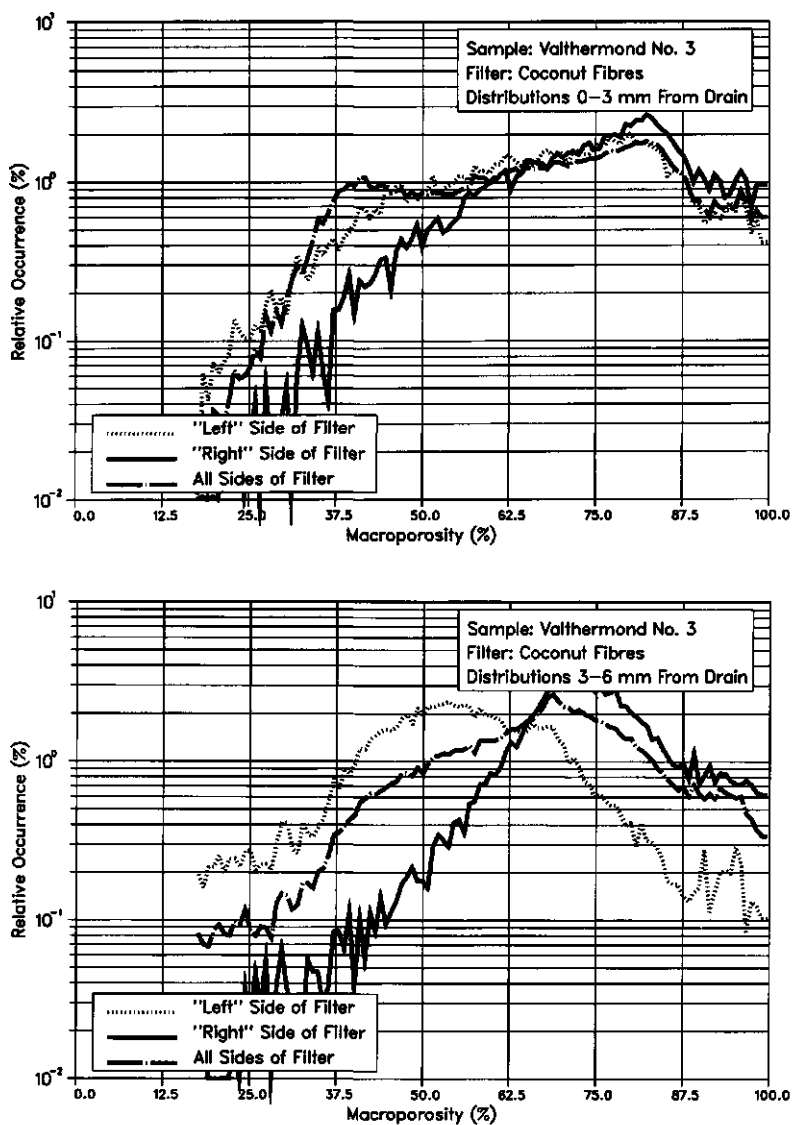 10¹
Sample: Valthermond No. 3
Filter: Coconut Fibres
Distributions 0-3 mm From Drain
10⁰
Relative Occurrence (%)
10⁻¹
"Left" Side of Filter
"Right" Side of Filter
All Sides of Filter
10⁻²
0.0 12.5 25.0 37.5 50.0 62.5 75.0 87.5 100.0
Macroporosity (%)
10¹
Sample: Valthermond No. 3
Filter: Coconut Fibres
Distributions 3-6 mm From Drain
10⁰
Relative Occurrence (%)
10⁻¹
"Left" Side of Filter
"Right" Side of Filter
All Sides of Filter
10⁻²
0.0 12.5 25.0 37.5 50.0 62.5 75.0 87.5 100.0
Macroporosity (%)